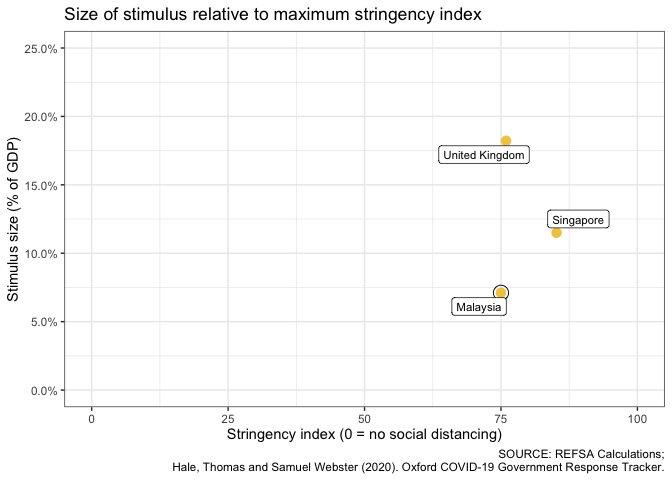 Size of stimulus relative to maximum stringency index
25.0%
20.0%
15.0%
10.0%
5.0%
0.0%
Stimulus size (% of GDP)
United Kingdom
Singapore
Malaysia
0 25 50 75 100
Stringency index (0 = no social distancing)
SOURCE: REFSA Calculations;
Hale, Thomas and Samuel Webster (2020). Oxford COVID-19 Government Response Tracker.